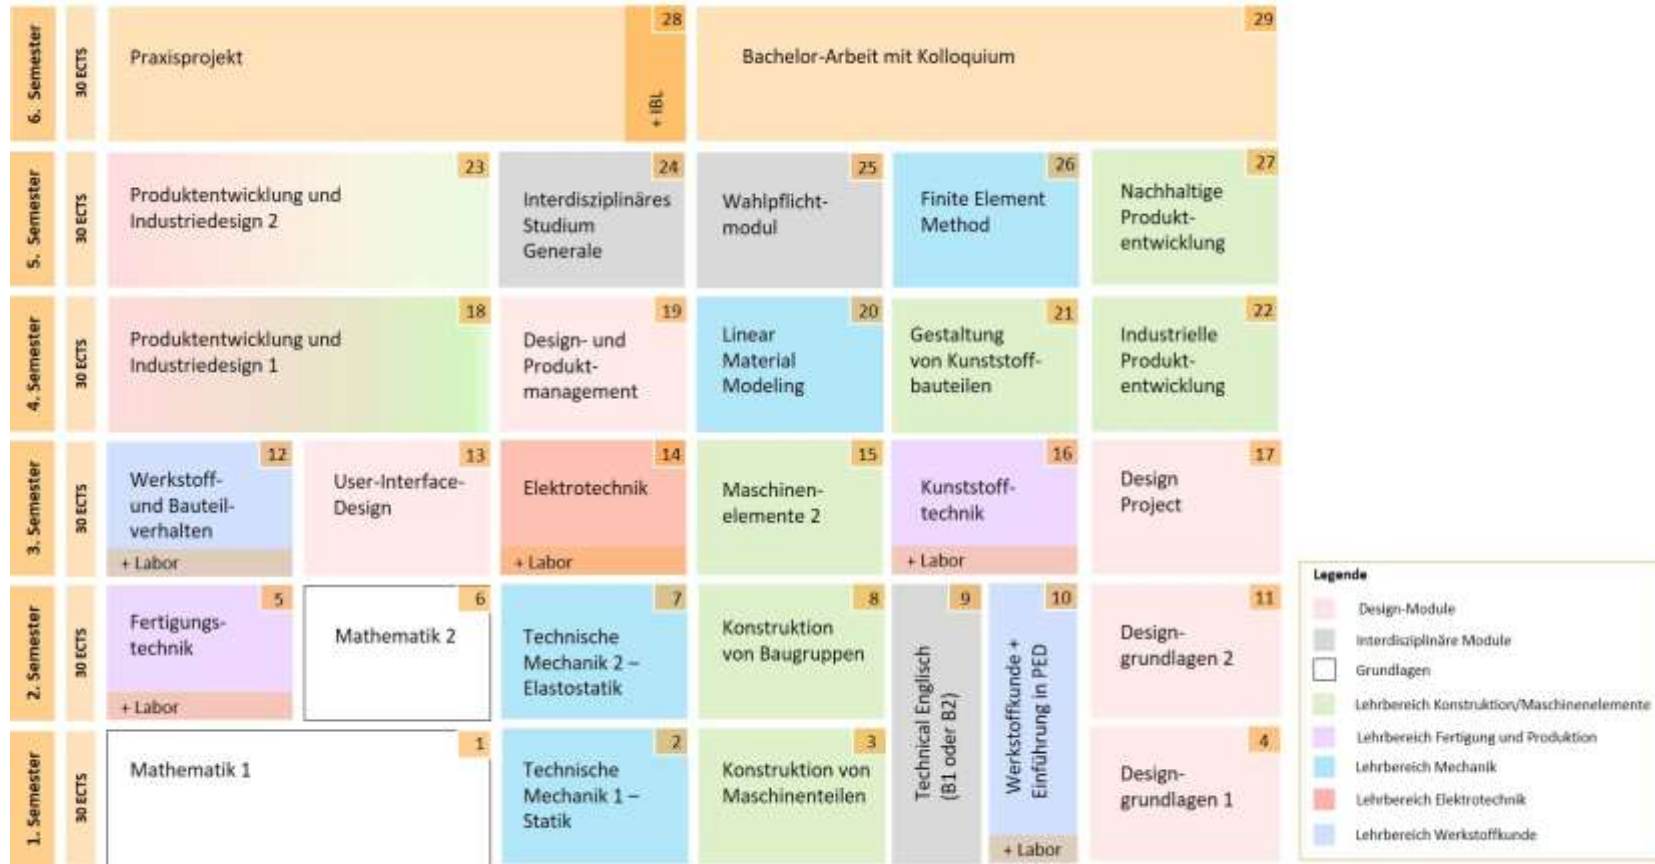 6. Semester
30 ECTS
Praxisprojekt
28
+ IBL
Bachelor-Arbeit mit Kolloquium
29
5. Semester
30 ECTS
Produktentwicklung und
Industriedesign 2
23
Interdisziplinäres
Studium
Generale
24
Wahlpflicht-
modul
25
Finite Element
Method
26
Nachhaltige
Produkt-
entwicklung
27
4. Semester
30 ECTS
Produktentwicklung und
Industriedesign 1
18
Design- und
Produkt-
management
19
Linear
Material
Modeling
20
Gestaltung
von Kunststoff-
bauteilen
21
Industrielle
Produkt-
entwicklung
22
3. Semester
30 ECTS
Werkstoff-
und Bauteil-
verhalten
12
+ Labor
User-Interface-
Design
13
Elektrotechnik
14
+ Labor
Maschinen-
elemente 2
15
Kunststoff-
technik
16
+ Labor
Design
Project
17
2. Semester
30 ECTS
Fertigungs-
technik
5
+ Labor
Mathematik 2
6
Technische
Mechanik 2 –
Elastostatik
7
Konstruktion
von Baugruppen
8
Technical Englisch
(B1 oder B2)
9
Werkstoffkunde +
Einführung in PED
10
+ Labor
Design-
grundlagen 2
11
1. Semester
30 ECTS
Mathematik 1
1
Technische
Mechanik 1 –
Statik
2
Konstruktion von
Maschinenteilen
3
Design-
grundlagen 1
4
Legende
Design-Module
Interdisziplinäre Module
Grundlagen
Lehrbereich Konstruktion/Maschinenelemente
Lehrbereich Fertigung und Produktion
Lehrbereich Mechanik
Lehrbereich Elektrotechnik
Lehrbereich Werkstoffkunde